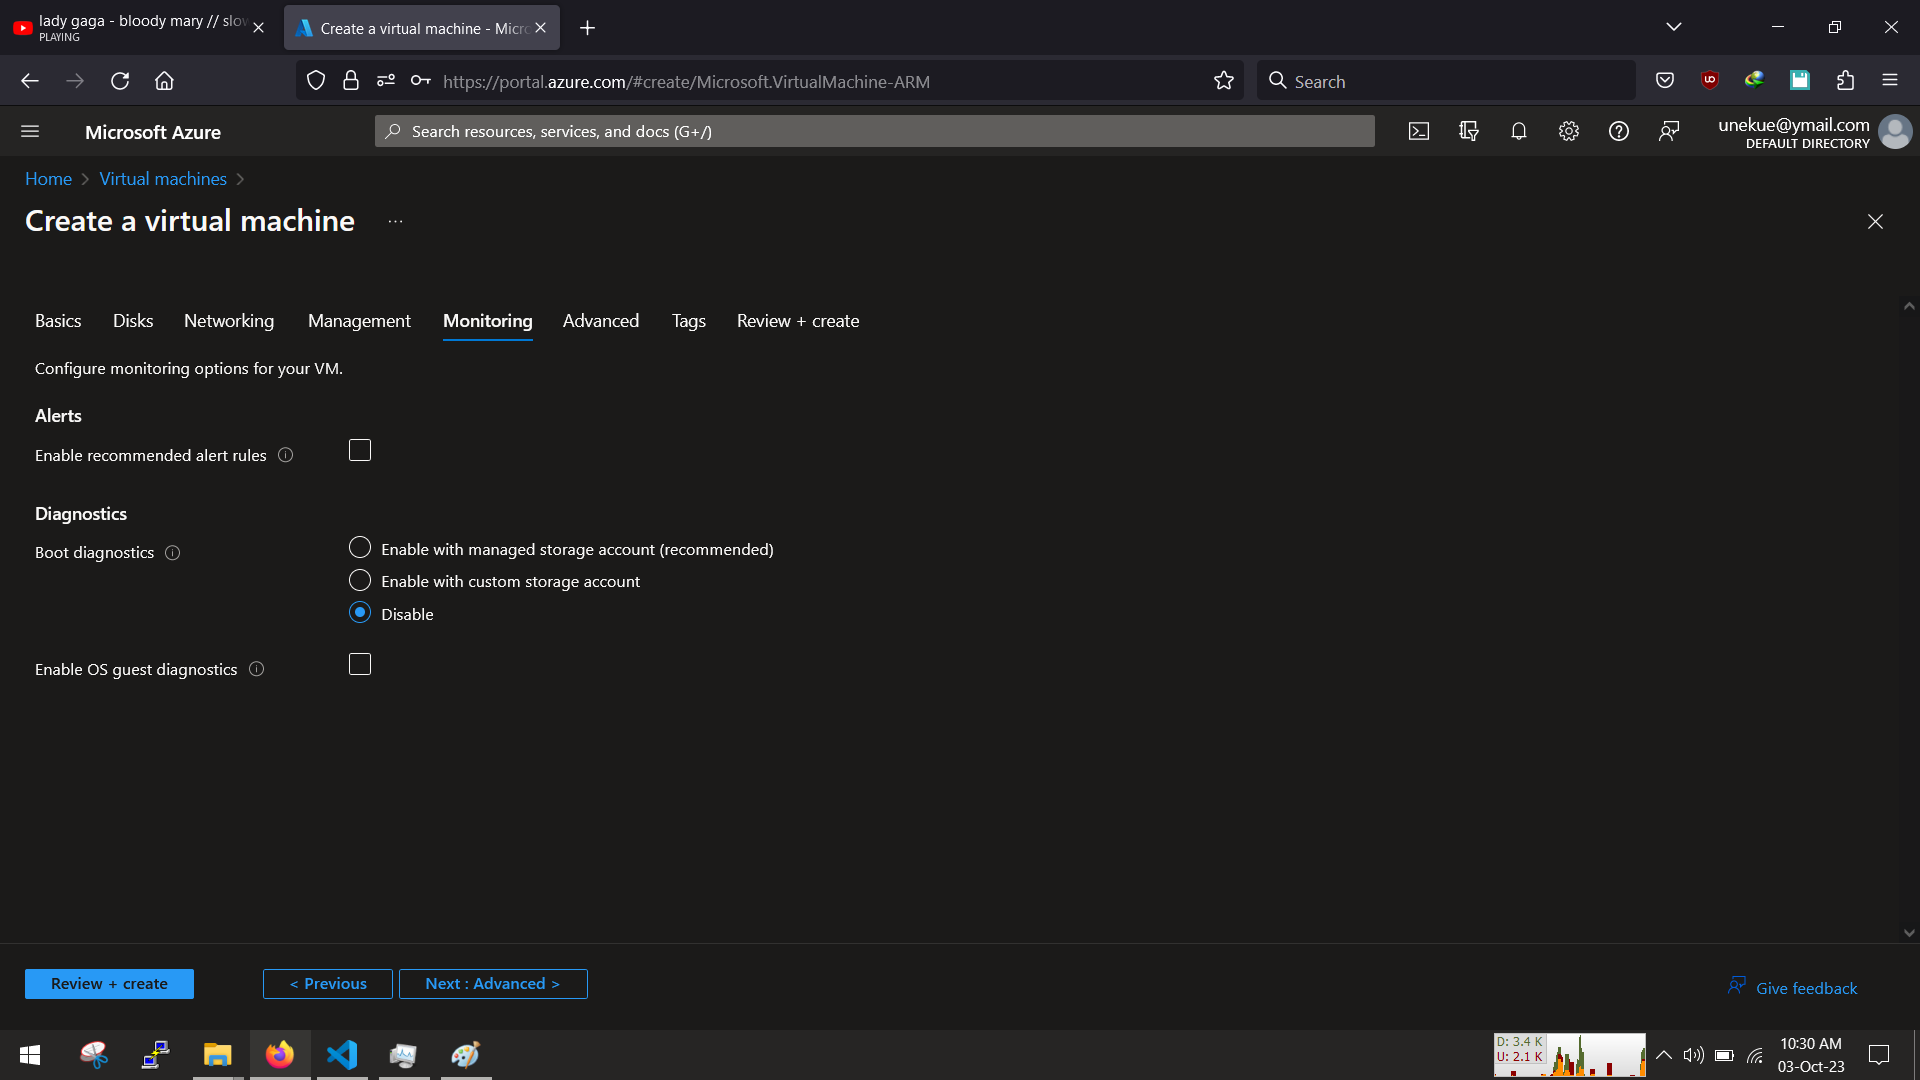 lady gaga - bloody mary // slow
PLAYING
Create a virtual machine - Micro
https://portal.azure.com/#create/Microsoft.VirtualMachine-ARM
Search
Microsoft Azure
Search resources, services, and docs (G+/)
unekue@ymail.com
DEFAULT DIRECTORY
Home > Virtual machines >
Create a virtual machine ...
Basics Disks Networking Management Monitoring Advanced Tags Review + create
Configure monitoring options for your VM.
Alerts
Enable recommended alert rules
Diagnostics
Boot diagnostics
Enable with managed storage account (recommended)
Enable with custom storage account
Disable
Enable OS guest diagnostics
Review + create < Previous Next : Advanced >
Give feedback
D: 3.4 K
U: 2.1 K
10:30 AM
03-Oct-23